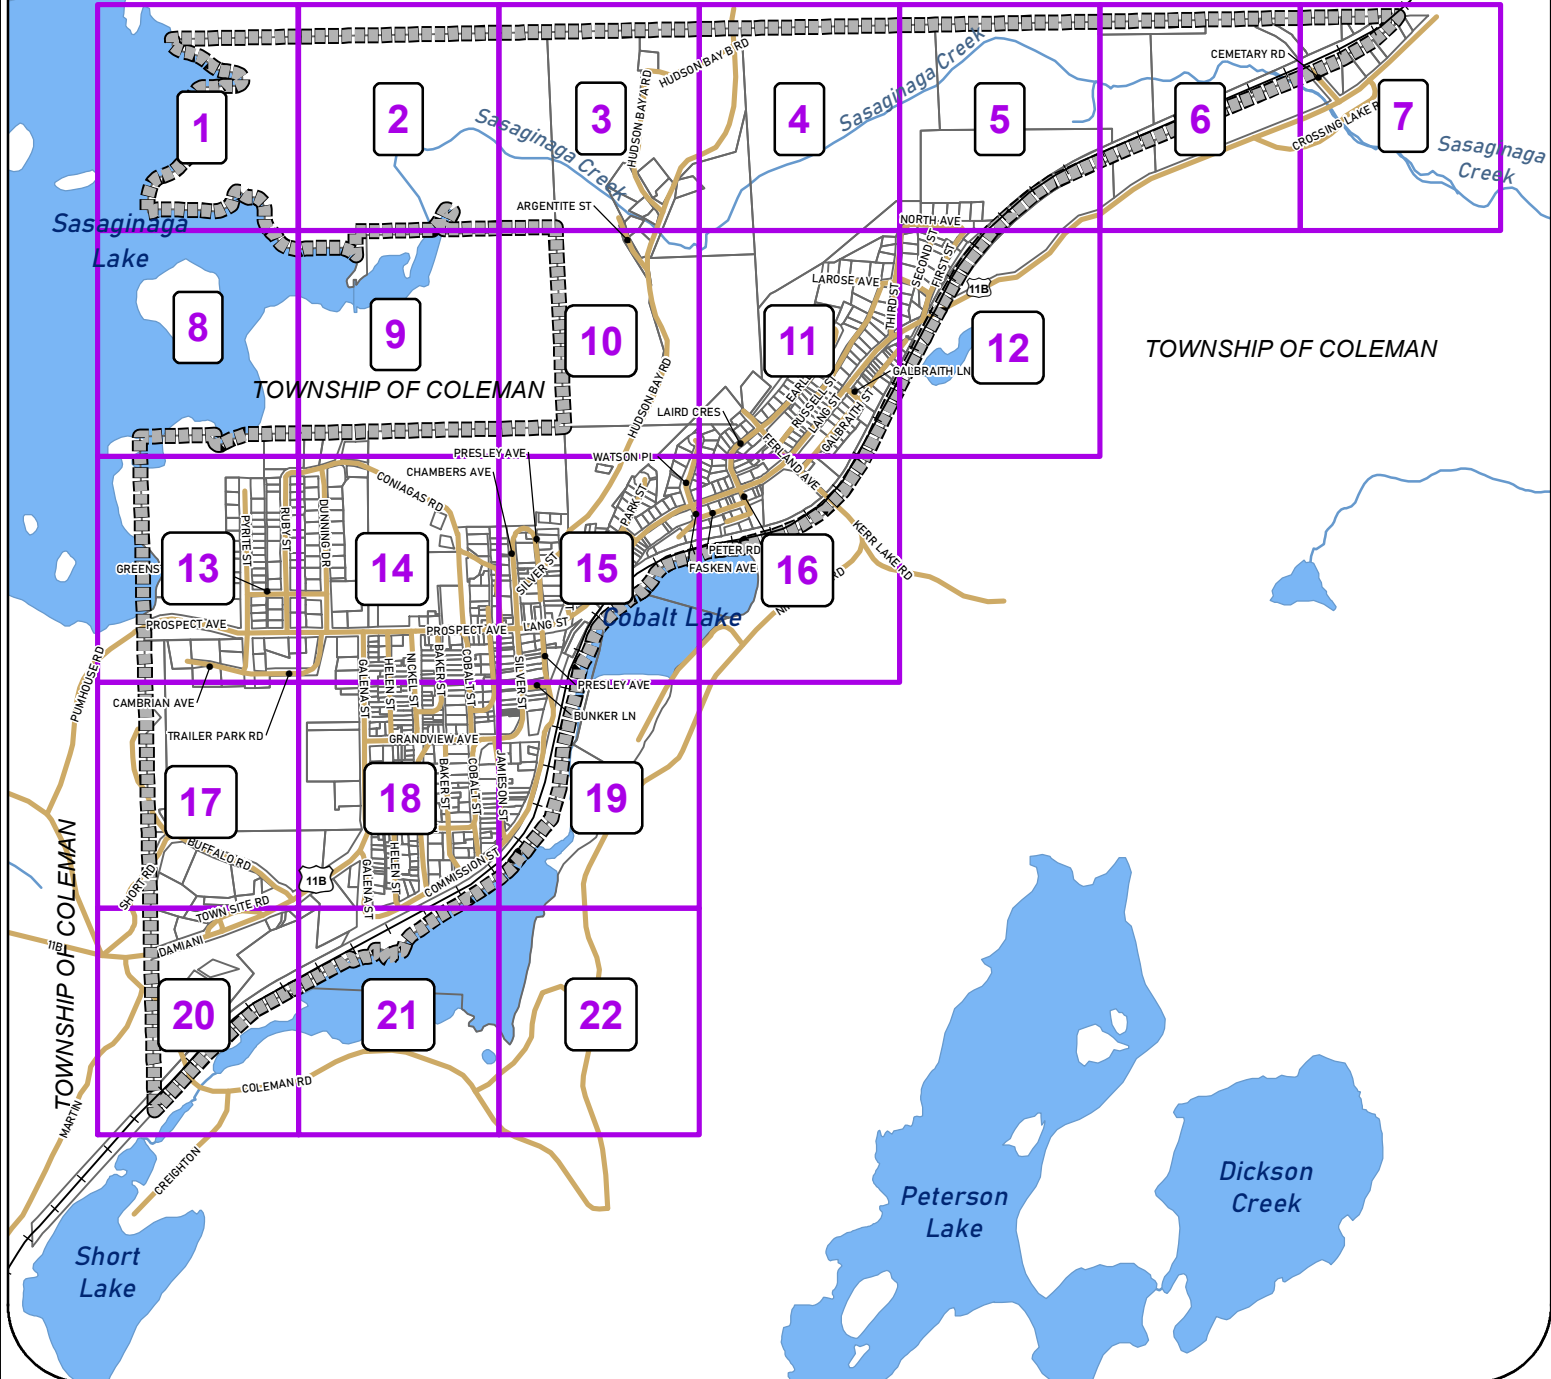 CEMETARY RD
HUDSON BAY B RD
HUDSON BAY A RD
Sasaginaga Creek
Sasaginaga Creek
1
2
3
4
5
6
7
CROSSING LAKE R
Sasaginaga
Creek
ARGENTITE ST
NORTH AVE
Sasaginaga
Lake
SECOND ST
FIRST ST
LAROSE AVE
THIRD ST
11B
8
9
10
11
12
TOWNSHIP OF COLEMAN
TOWNSHIP OF COLEMAN
GALBRAITH LN
HUDSON BAY RD
EARL
RUSSELL S
LANG ST
GALBRAITH ST
LAIRD CRES
FERLAND AVE
PRESLEY AVE
WATSON PL
CHAMBERS AVE
CONIAGAS RD
PARK ST
PYRITE ST
RUBY ST
DUNNING DR
KERR LAKE RD
PETER RD
FASKEN AVE
GREENS
13
14
15
16
SILVER ST
NI
RD
Cobalt Lake
PROSPECT AVE
PROSPECT AVE
LANG ST
PUMHOUSE RD
GALENA ST
HELEN ST
NICKEL ST
BAKER ST
COBALT ST
SILVER ST
PRESLEY AVE
CAMBRIAN AVE
BUNKER LN
TRAILER PARK RD
GRANDVIEW AVE
BAKER ST
COBALT ST
JAMIESON ST
17
18
19
BUFFALO RD
11B
HELEN ST
GALENA ST
COMMISSION ST
SHORT RD
TOWN SITE RD
TOWNSHIP OF COLEMAN
11B
DAMIANI
20
21
22
COLEMAN RD
MARTIN
CREIGHTON
Peterson
Lake
Dickson
Creek
Short
Lake